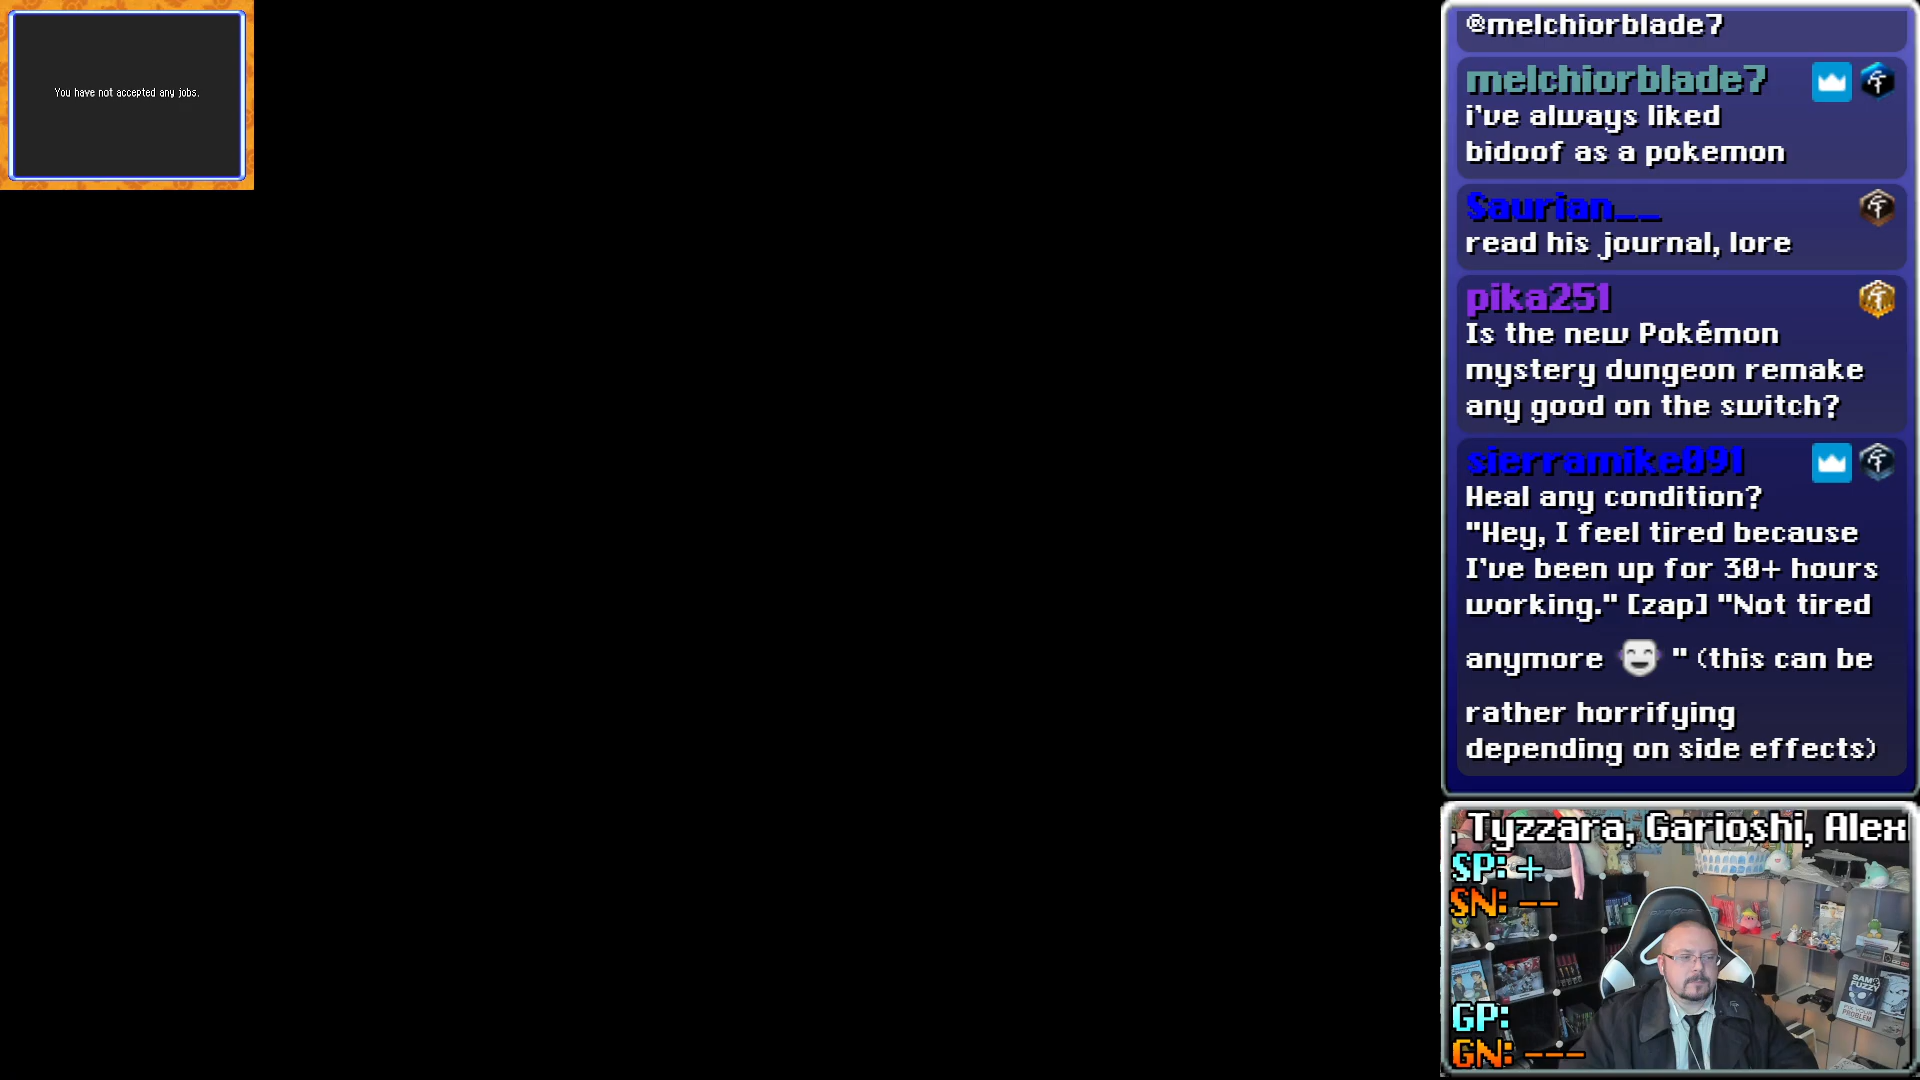 You have not accepted any jobs.
@melchiorblade7
melchiorblade7
i've always liked
bidoof as a pokemon
Saurian__
read his journal, lore
pika251
Is the new Pokémon
mystery dungeon remake
any good on the switch?
sierramike091
Heal any condition?
"Hey, I feel tired because
I've been up for 30+ hours
working." [zap] "Not tired
anymore " (this can be
rather horrifying
depending on side effects)
, Tyzzara, Garioshi, Alex
SP: +
SN: --
GP:
GN: ---